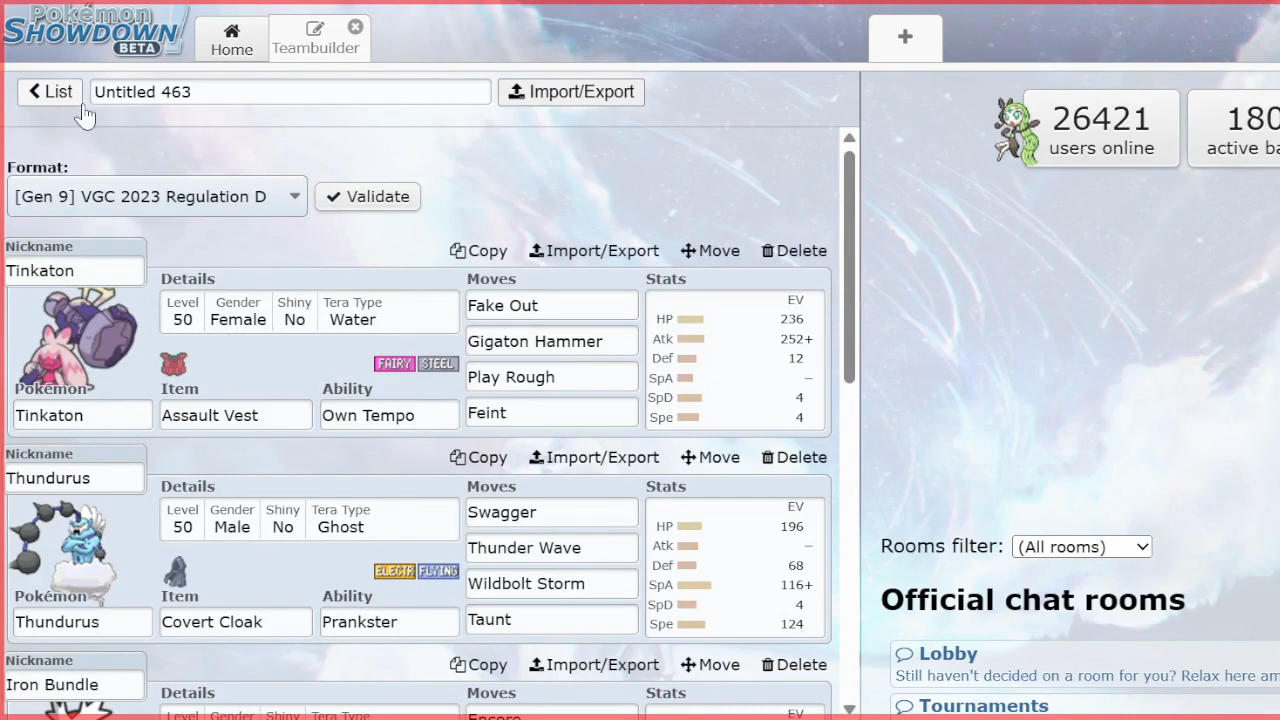 Pokémon
SHOWDOWN!
BETA
Home
Teambuilder
+
List
Untitled 463
Import/Export
26421
users online
180
active ba
Format:
[Gen 9] VGC 2023 Regulation D
Validate
Nickname
Tinkaton
Copy
Import/Export
Move
Delete
Details
Moves
Stats
Level
50
Gender
Female
Shiny
No
Tera Type
Water
Fake Out
Gigaton Hammer
Play Rough
Feint
EV
HP 236
Atk 252+
Def 12
SpA –
SpD 4
Spe 4
FAIRY STEEL
Pokémon
Tinkaton
Item
Assault Vest
Ability
Own Tempo
Nickname
Thundurus
Copy
Import/Export
Move
Delete
Details
Moves
Stats
Level
50
Gender
Male
Shiny
No
Tera Type
Ghost
Swagger
Thunder Wave
Wildbolt Storm
Taunt
EV
HP 196
Atk –
Def 68
SpA 116+
SpD 4
Spe 124
ELECTR FLYING
Pokémon
Thundurus
Item
Covert Cloak
Ability
Prankster
Nickname
Iron Bundle
Copy
Import/Export
Move
Delete
Details
Moves
Stats
Level
Gender
Shiny
Tera Type
Encore
EV
Rooms filter:
(All rooms)
Official chat rooms
Lobby
Still haven't decided on a room for you? Relax here am
Tournaments